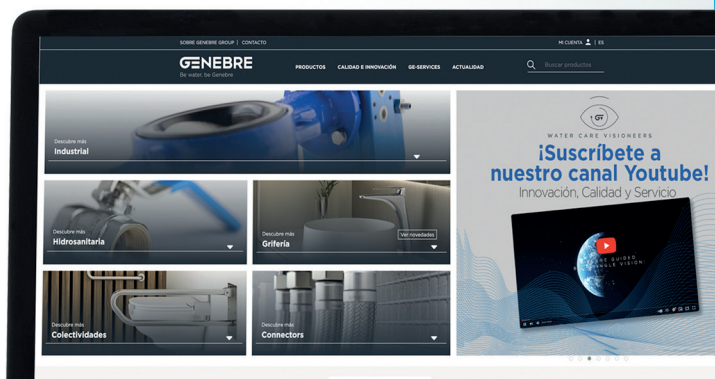 SOBRE GENEBRE GROUP | CONTACTO
MI CUENTA | ES
GENEBRE
Be water, be Genebre
PRODUCTOS CALIDAD E INNOVACIÓN GE-SERVICES ACTUALIDAD
Buscar productos
Descubre más
Industrial
Descubre más
Hidrosanitaria
Descubre más
Grifería
Ver novedades
Descubre más
Colectividades
Descubre más
Connectors
GT
WATER CARE VISIONEERS
¡Suscríbete a
nuestro canal Youtube!
Innovación, Calidad y Servicio